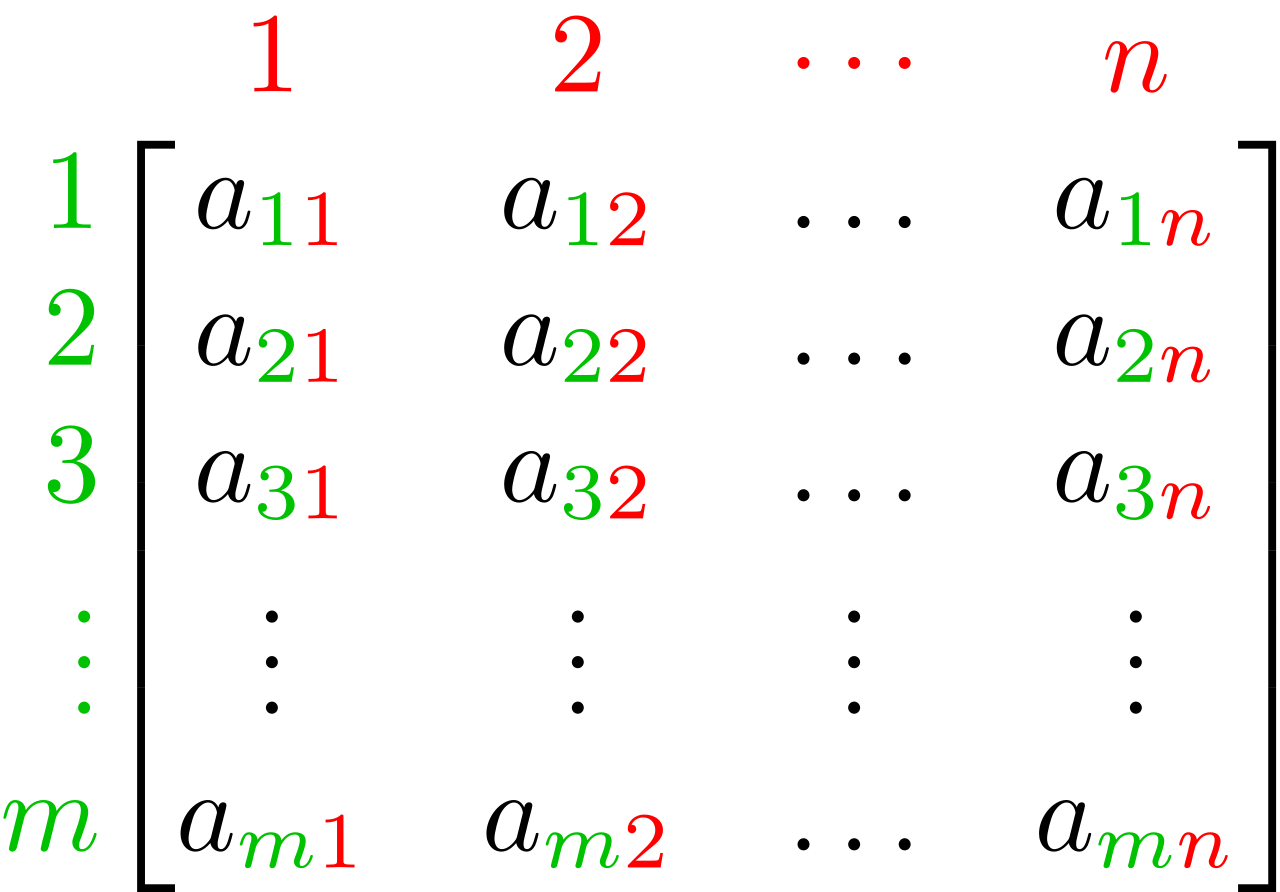 1 2 ⋯ n
1 a₁₁ a₁₂ ⋯ a₁ₙ
2 a₂₁ a₂₂ ⋯ a₂ₙ
3 a₃₁ a₃₂ ⋯ a₃ₙ
⋮ ⋮ ⋮ ⋮ ⋮
m aₘ₁ aₘ₂ ⋯ aₘₙ